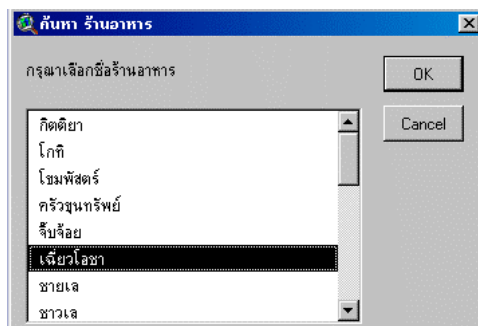 ค้นหา ร้านอาหาร
กรุณาเลือกชื่อร้านอาหาร
OK
Cancel
กิตติยา
โกทิ
โขมพัสตร์
ครัวขุนทรัพย์
จิ๊บจ้อย
เฉี่ยวโอชา
ชายเล
ชาวเล